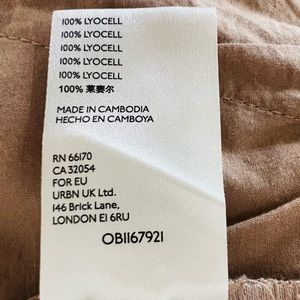 100% LYOCELL
100% LYOCELL
100% LYOCELL
100% LYOCELL
100% LYOCELL
100% 莱赛尔
MADE IN CAMBODIA
HECHO EN CAMBOYA
RN 66170
CA 32054
FOR EU
URBN UK Ltd.
146 Brick Lane,
LONDON E1 6RU
OB1167921